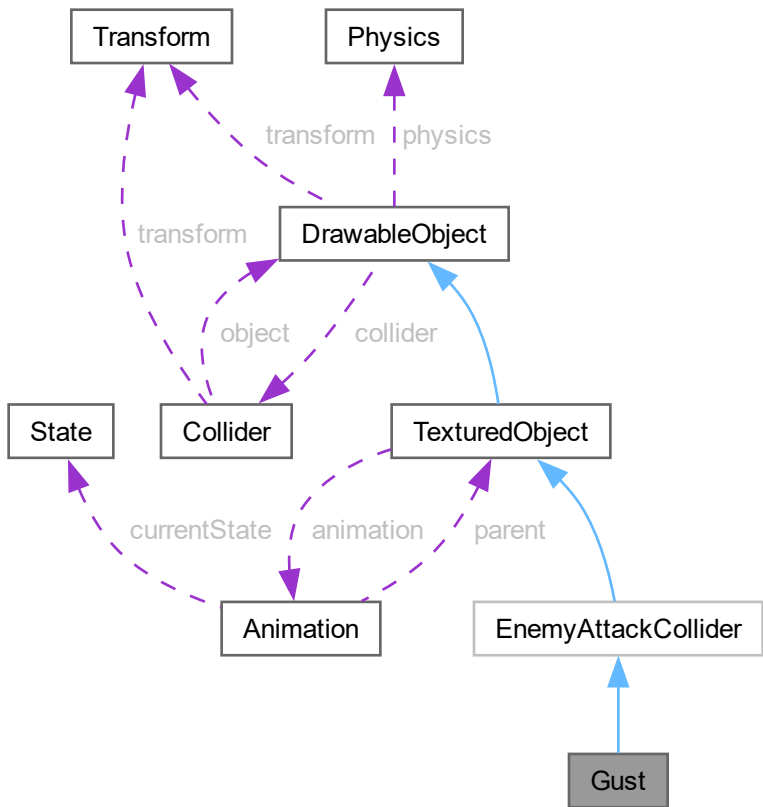 Transform
Physics
transform
physics
transform
DrawableObject
object
collider
State
Collider
TexturedObject
currentState
animation
parent
Animation
EnemyAttackCollider
Gust